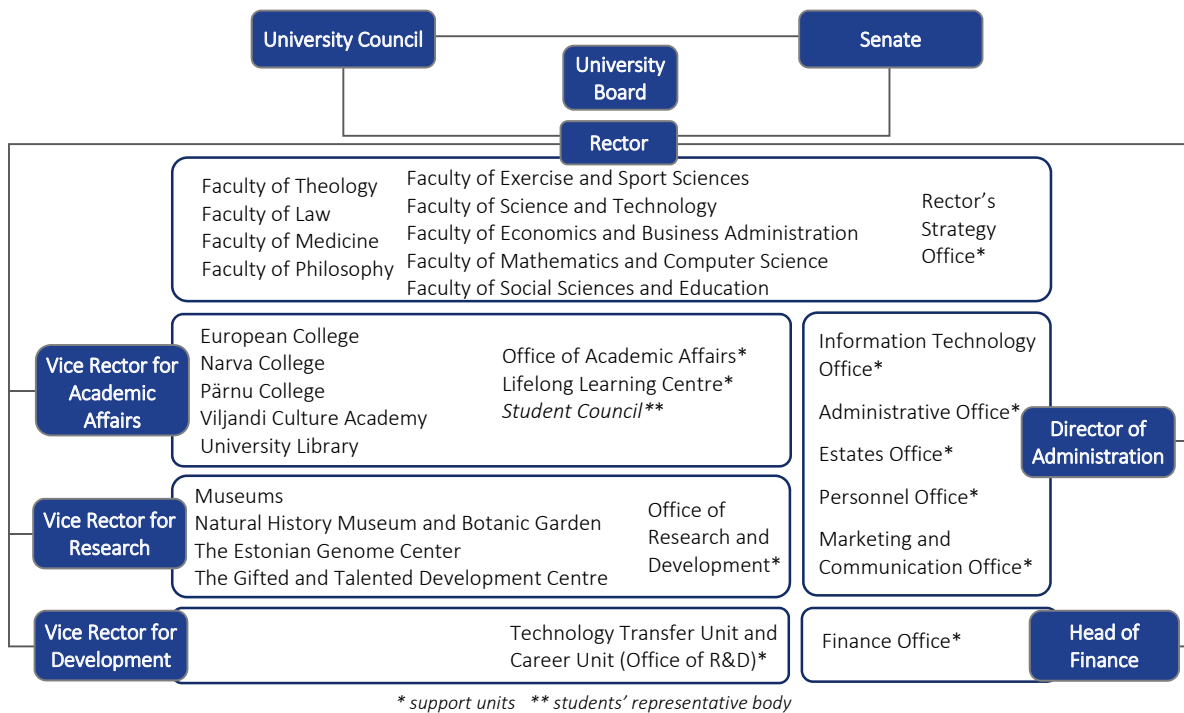 University Council
Senate
University
Board
Rector
Faculty of Theology
Faculty of Law
Faculty of Medicine
Faculty of Philosophy
Faculty of Exercise and Sport Sciences
Faculty of Science and Technology
Faculty of Economics and Business Administration
Faculty of Mathematics and Computer Science
Faculty of Social Sciences and Education
Rector's
Strategy
Office*
Vice Rector for
Academic
Affairs
European College
Narva College
Pärnu College
Viljandi Culture Academy
University Library
Office of Academic Affairs*
Lifelong Learning Centre*
Student Council**
Information Technology
Office*
Administrative Office*
Estates Office*
Personnel Office*
Marketing and
Communication Office*
Director of
Administration
Vice Rector for
Research
Museums
Natural History Museum and Botanic Garden
The Estonian Genome Center
The Gifted and Talented Development Centre
Office of
Research and
Development*
Vice Rector for
Development
Technology Transfer Unit and
Career Unit (Office of R&D)*
Finance Office*
Head of
Finance
* support units ** students' representative body